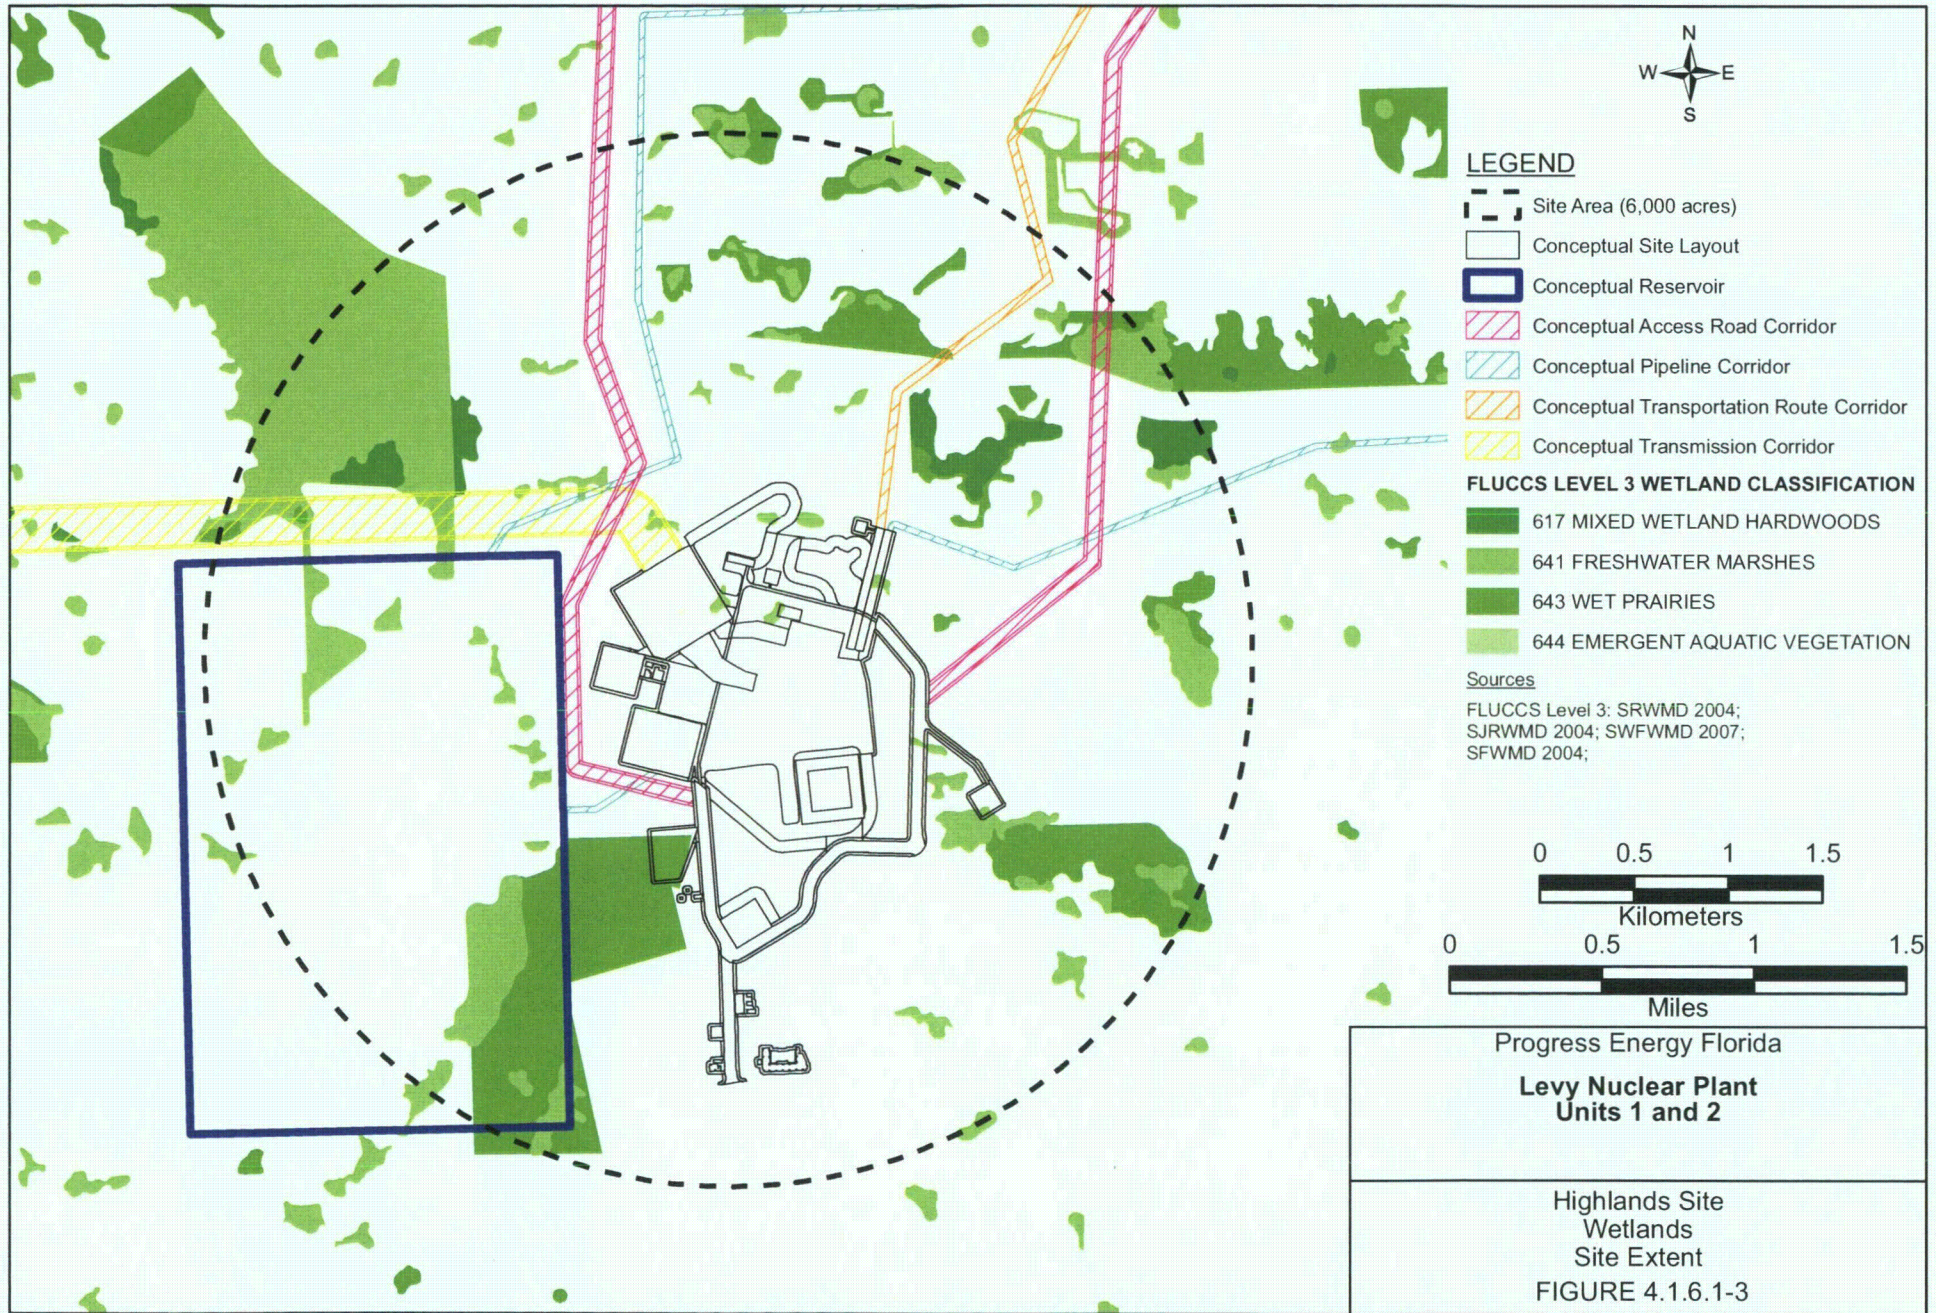 N
W E
S
LEGEND
Site Area (6,000 acres)
Conceptual Site Layout
Conceptual Reservoir
Conceptual Access Road Corridor
Conceptual Pipeline Corridor
Conceptual Transportation Route Corridor
Conceptual Transmission Corridor
FLUCCS LEVEL 3 WETLAND CLASSIFICATION
617 MIXED WETLAND HARDWOODS
641 FRESHWATER MARSHES
643 WET PRAIRIES
644 EMERGENT AQUATIC VEGETATION
Sources
FLUCCS Level 3: SRWMD 2004;
SJRWMD 2004; SWFWMD 2007;
SFWMD 2004;
0 0.5 1 1.5
Kilometers
0 0.5 1 1.5
Miles
Progress Energy Florida
Levy Nuclear Plant
Units 1 and 2
Highlands Site
Wetlands
Site Extent
FIGURE 4.1.6.1-3